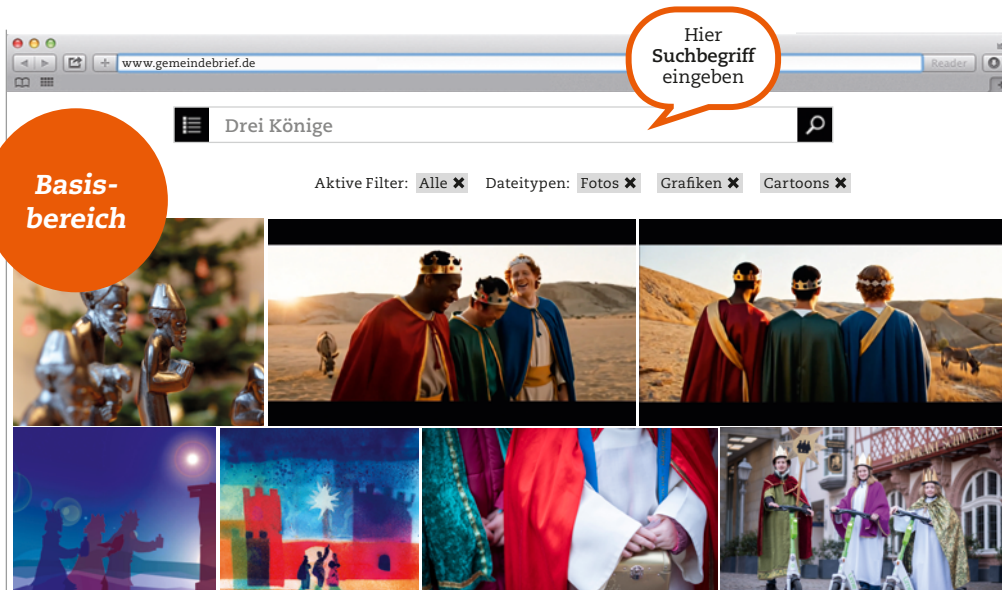 Hier
Suchbegriff
eingeben
www.gemeindebrief.de
Reader
Drei Könige
Aktive Filter: Alle ✖ Dateitypen: Fotos ✖ Grafiken ✖ Cartoons ✖
Basis-
bereich